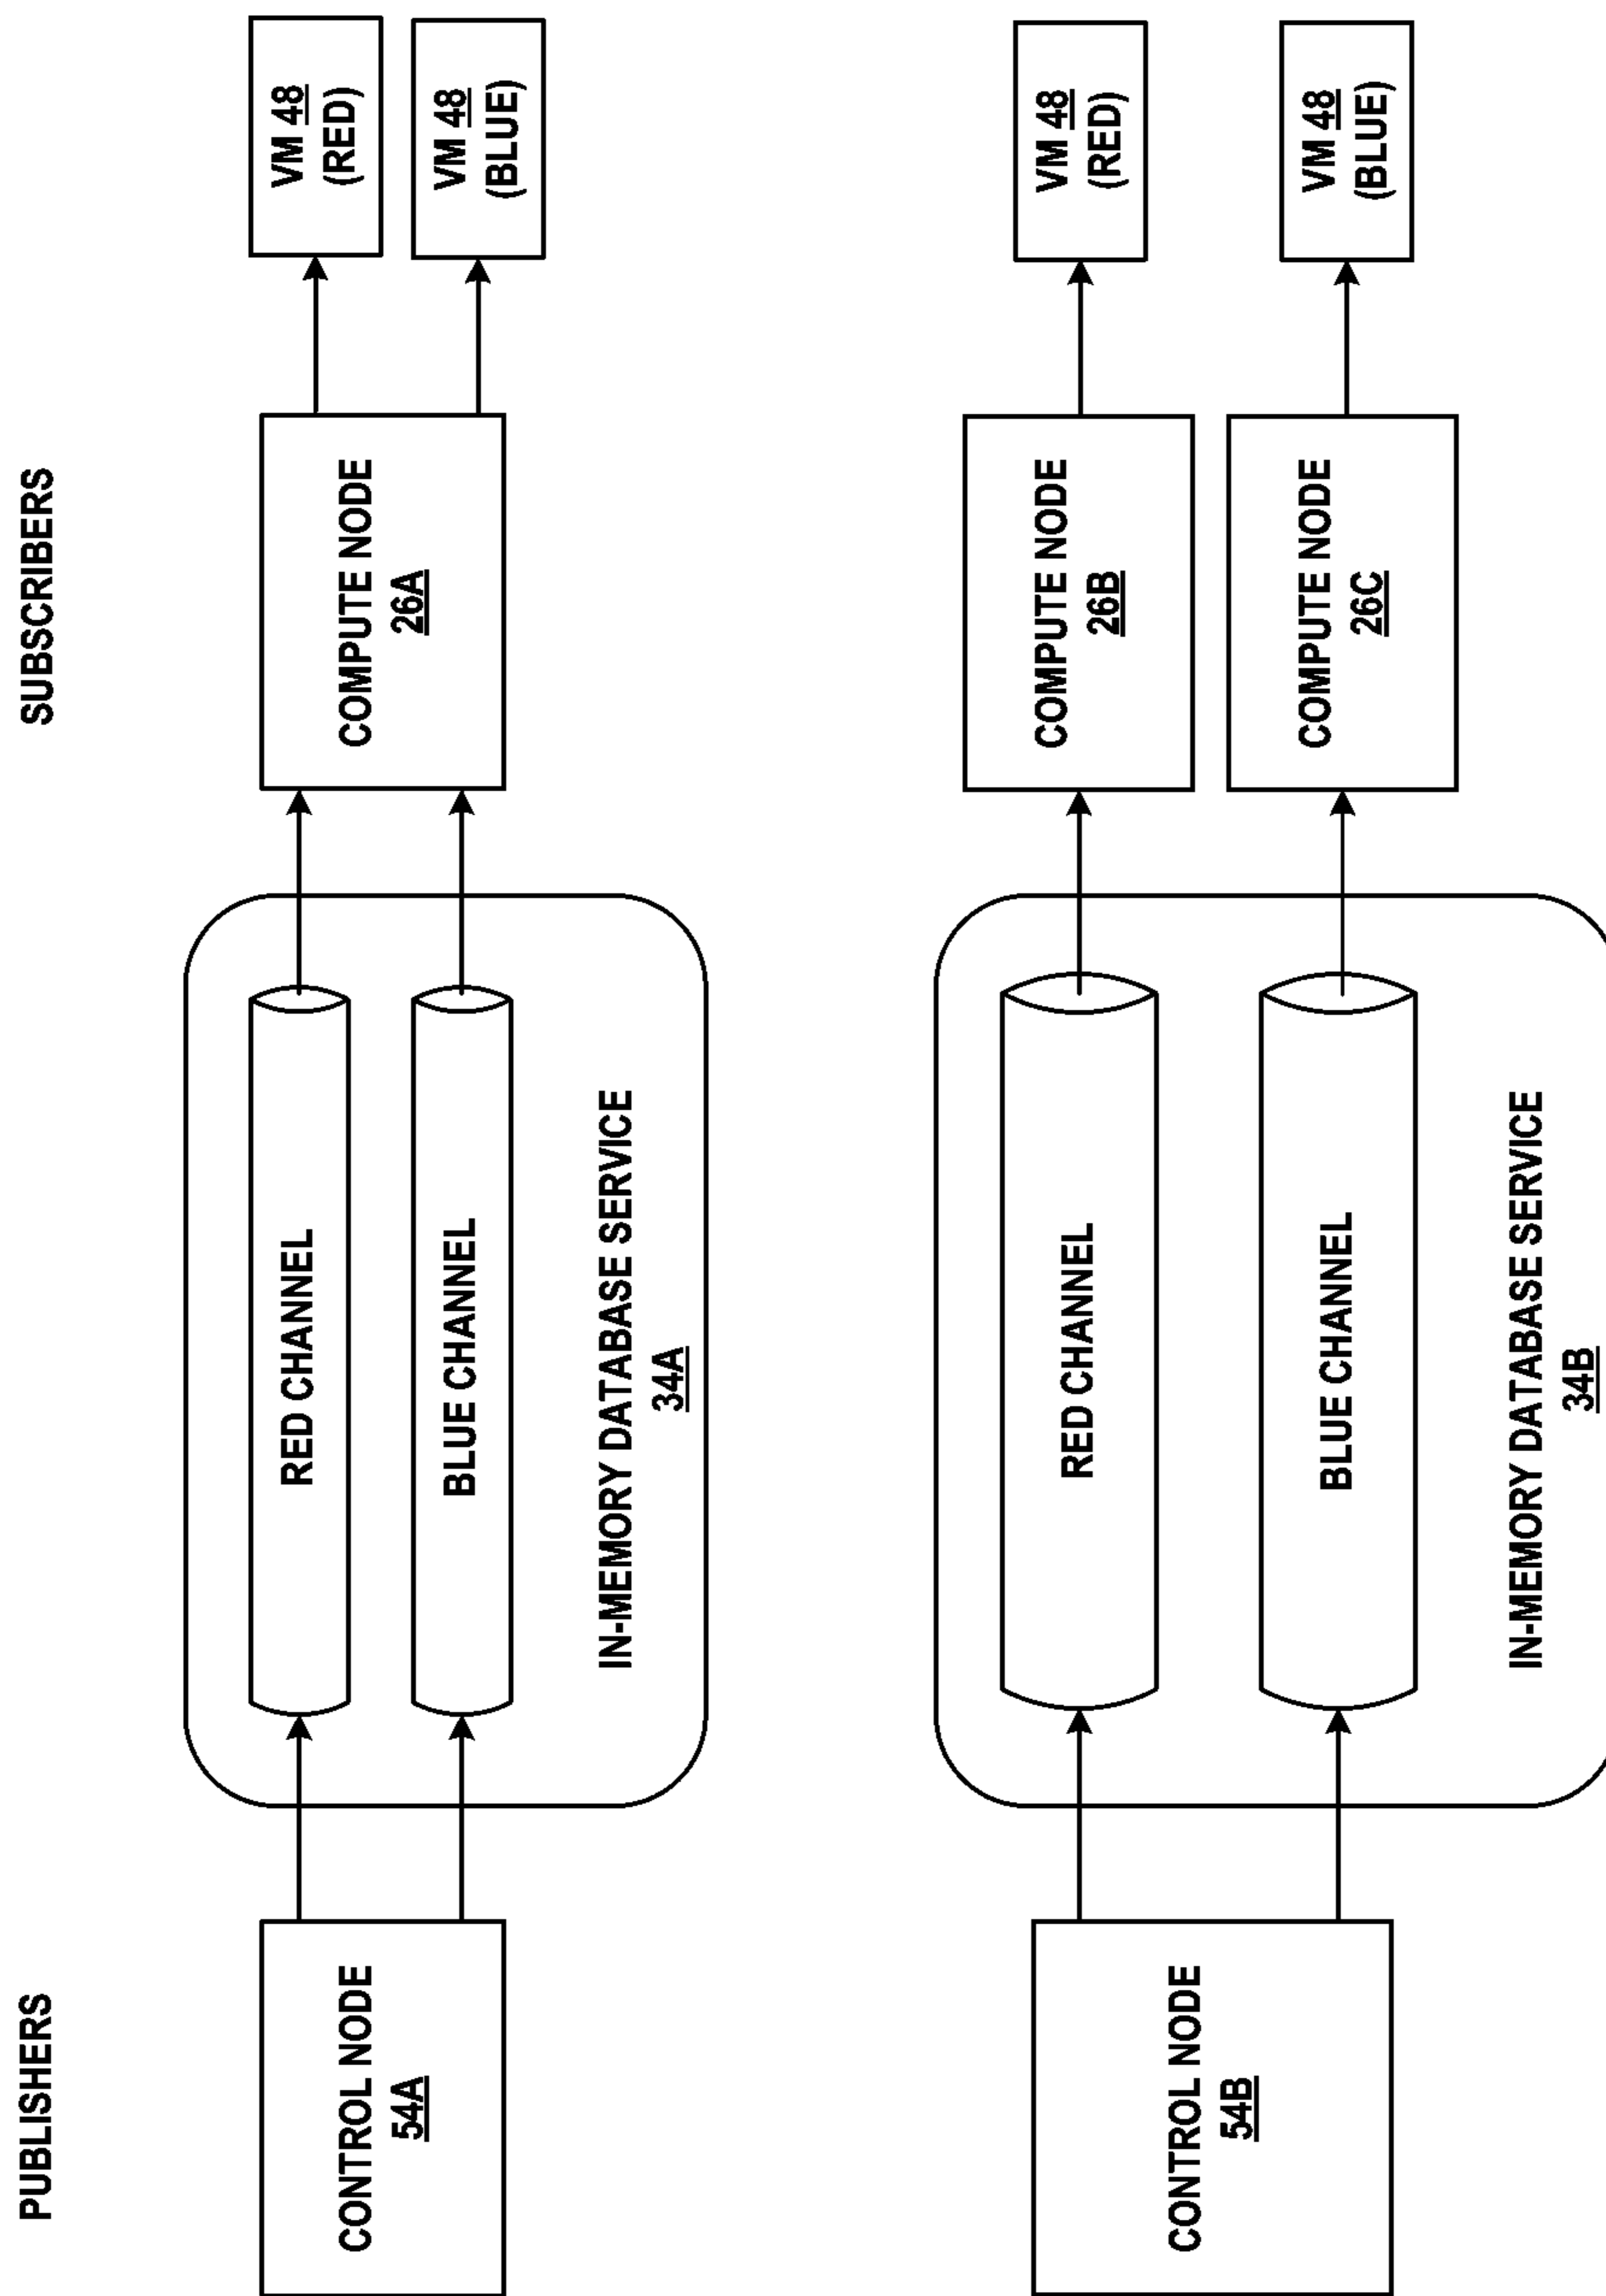 PUBLISHERS
SUBSCRIBERS
CONTROL NODE
54A
RED CHANNEL
BLUE CHANNEL
IN-MEMORY DATABASE SERVICE
34A
COMPUTE NODE
26A
VM 48
(RED)
VM 48
(BLUE)
CONTROL NODE
54B
RED CHANNEL
BLUE CHANNEL
IN-MEMORY DATABASE SERVICE
34B
COMPUTE NODE
26B
COMPUTE NODE
26C
VM 48
(RED)
VM 48
(BLUE)